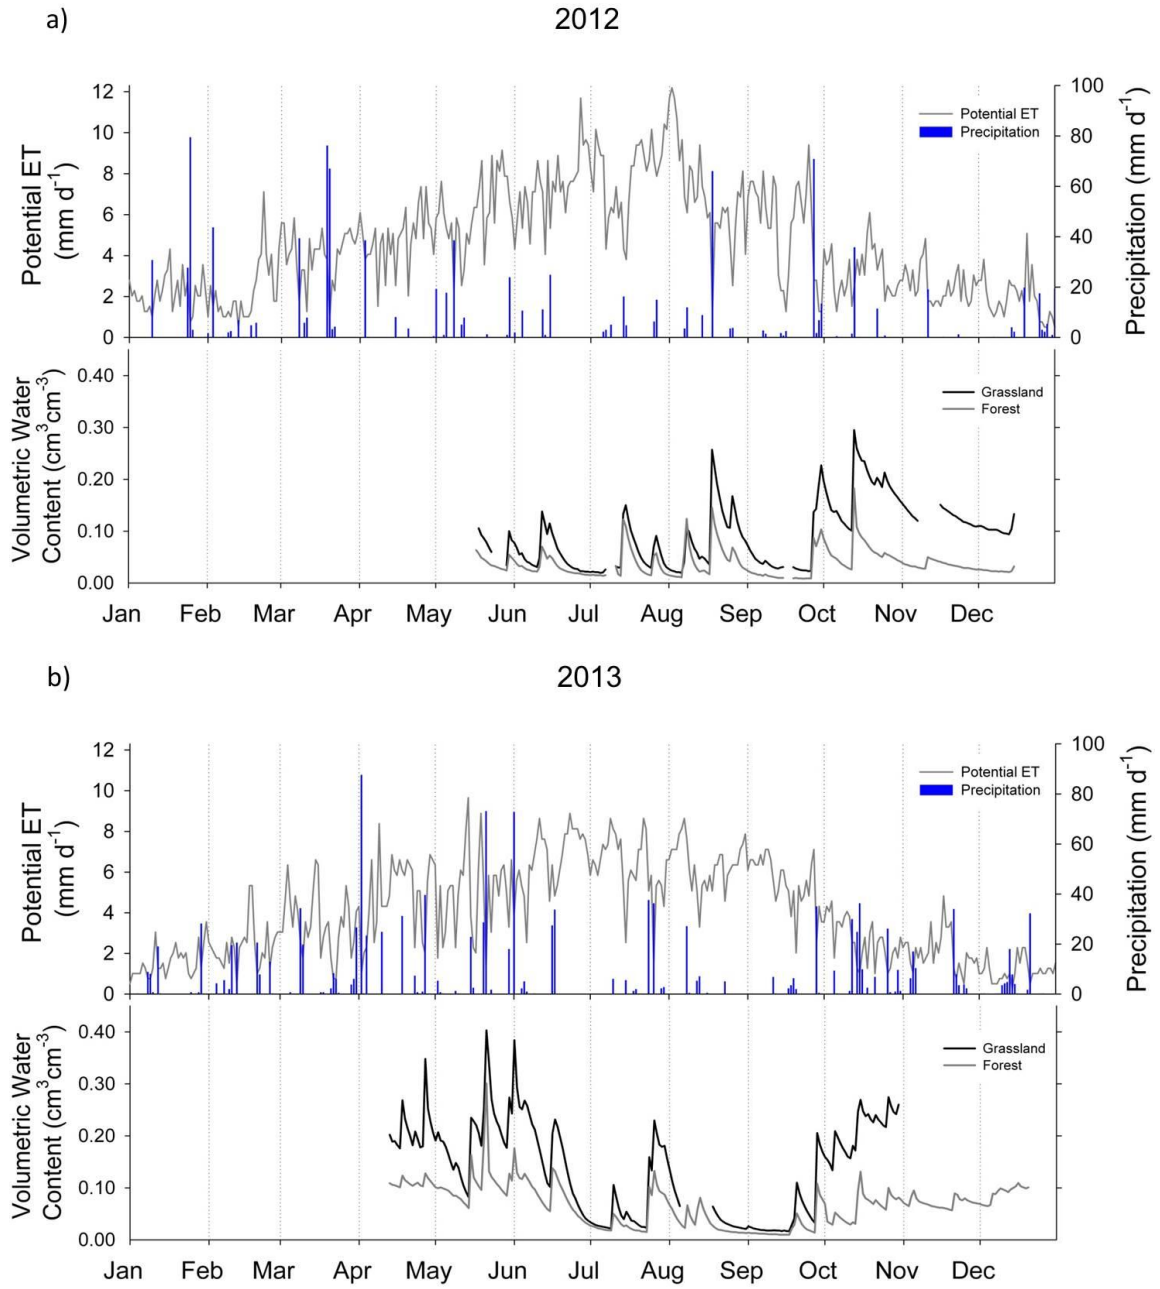 a)
2012
Potential ET
(mm d-1)
12
10
8
6
4
2
0
Potential ET
Precipitation
100
80
60
40
20
0
Precipitation (mm d-1)
Volumetric Water
Content (cm3cm-3)
0.40
0.30
0.20
0.10
0.00
Grassland
Forest
Jan Feb Mar Apr May Jun Jul Aug Sep Oct Nov Dec
b)
2013
Potential ET
(mm d-1)
12
10
8
6
4
2
0
Potential ET
Precipitation
100
80
60
40
20
0
Precipitation (mm d-1)
Volumetric Water
Content (cm3cm-3)
0.40
0.30
0.20
0.10
0.00
Grassland
Forest
Jan Feb Mar Apr May Jun Jul Aug Sep Oct Nov Dec